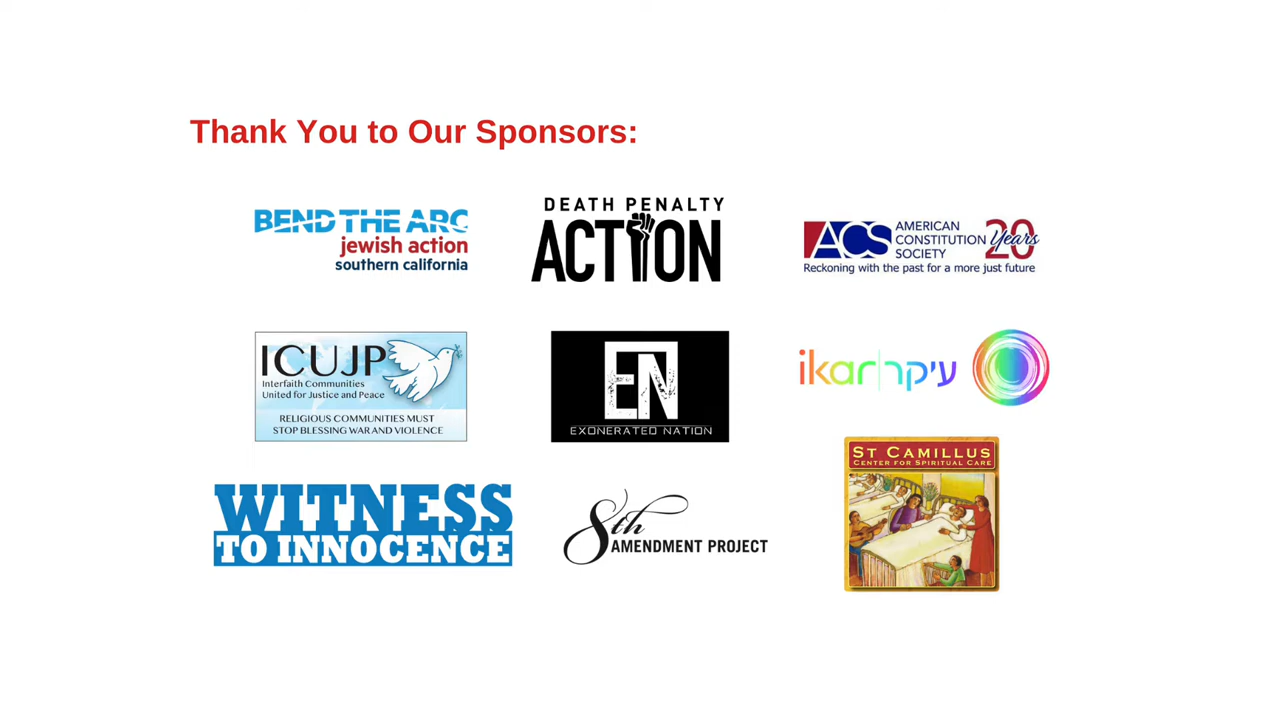 Thank You to Our Sponsors:
BEND THE ARC
jewish action
southern california
DEATH PENALTY
ACTION
ACS AMERICAN
CONSTITUTION
SOCIETY
20 Years
Reckoning with the past for a more just future
ICUJP
Interfaith Communities
United for Justice and Peace
RELIGIOUS COMMUNITIES MUST
STOP BLESSING WAR AND VIOLENCE
EN
EXONERATED NATION
ikar עיקר
WITNESS
TO INNOCENCE
8th
AMENDMENT PROJECT
ST CAMILLUS
CENTER FOR SPIRITUAL CARE